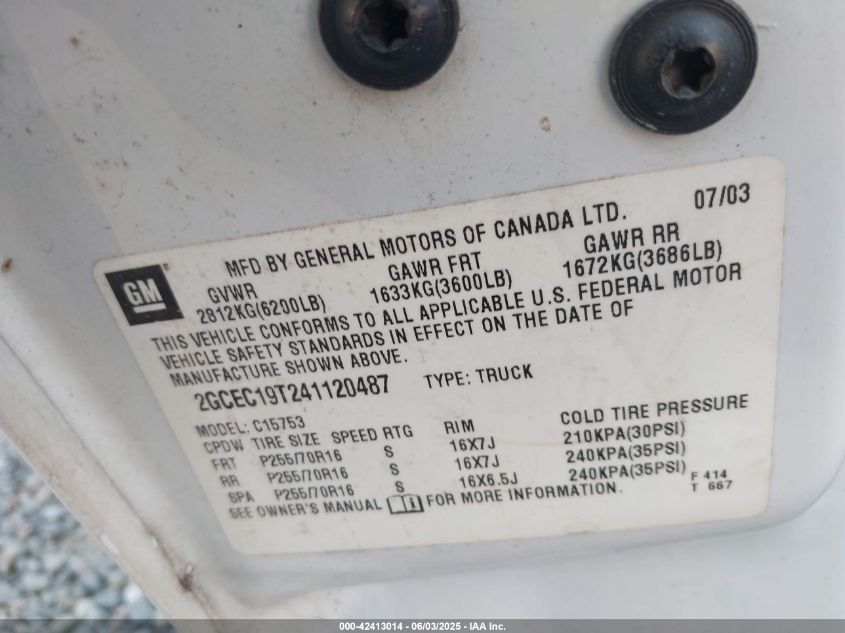 07/03
MFD BY GENERAL MOTORS OF CANADA LTD.
GM
GVWR GAWR FRT GAWR RR
2812KG(6200LB) 1633KG(3600LB) 1672KG(3686LB)
THIS VEHICLE CONFORMS TO ALL APPLICABLE U.S. FEDERAL MOTOR
VEHICLE SAFETY STANDARDS IN EFFECT ON THE DATE OF
MANUFACTURE SHOWN ABOVE.
2GCEC19T241120487 TYPE: TRUCK
MODEL: C15753
CPDW TIRE SIZE SPEED RTG RIM COLD TIRE PRESSURE
FRT P255/70R16 S 16X7J 210KPA(30PSI)
RR P255/70R16 S 16X7J 240KPA(35PSI)
SPA P255/70R16 S 16X6.5J 240KPA(35PSI)
SEE OWNER'S MANUAL FOR MORE INFORMATION.
F 414
T 667
000-42413014 - 06/03/2025 - IAA Inc.